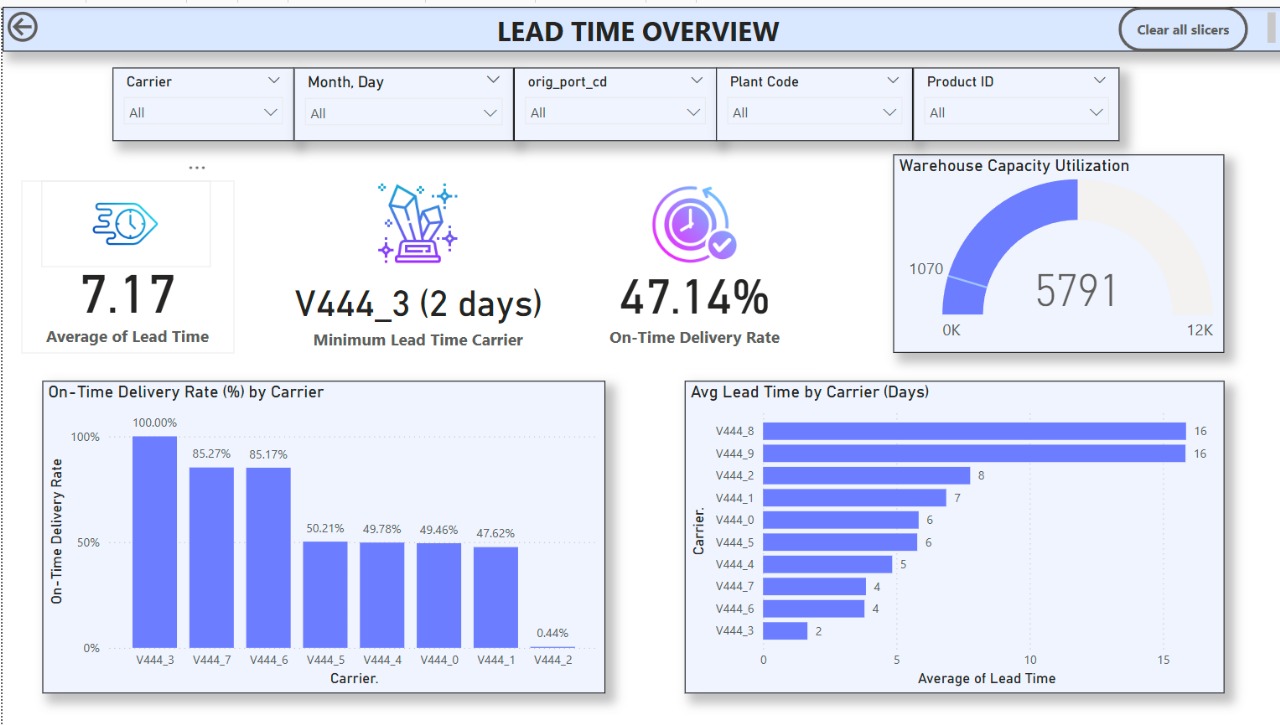 LEAD TIME OVERVIEW
Clear all slicers
Carrier
All
Month, Day
All
orig_port_cd
All
Plant Code
All
Product ID
All
...
7.17
Average of Lead Time
V444_3 (2 days)
Minimum Lead Time Carrier
47.14%
On-Time Delivery Rate
Warehouse Capacity Utilization
1070
5791
0K
12K
On-Time Delivery Rate (%) by Carrier
On-Time Delivery Rate
100%
50%
0%
100.00%
85.27%
85.17%
50.21%
49.78%
49.46%
47.62%
0.44%
V444_3
V444_7
V444_6
V444_5
V444_4
V444_0
V444_1
V444_2
Carrier.
Avg Lead Time by Carrier (Days)
Carrier.
V444_8 16
V444_9 16
V444_2 8
V444_1 7
V444_0 6
V444_5 6
V444_4 5
V444_7 4
V444_6 4
V444_3 2
0 5 10 15
Average of Lead Time